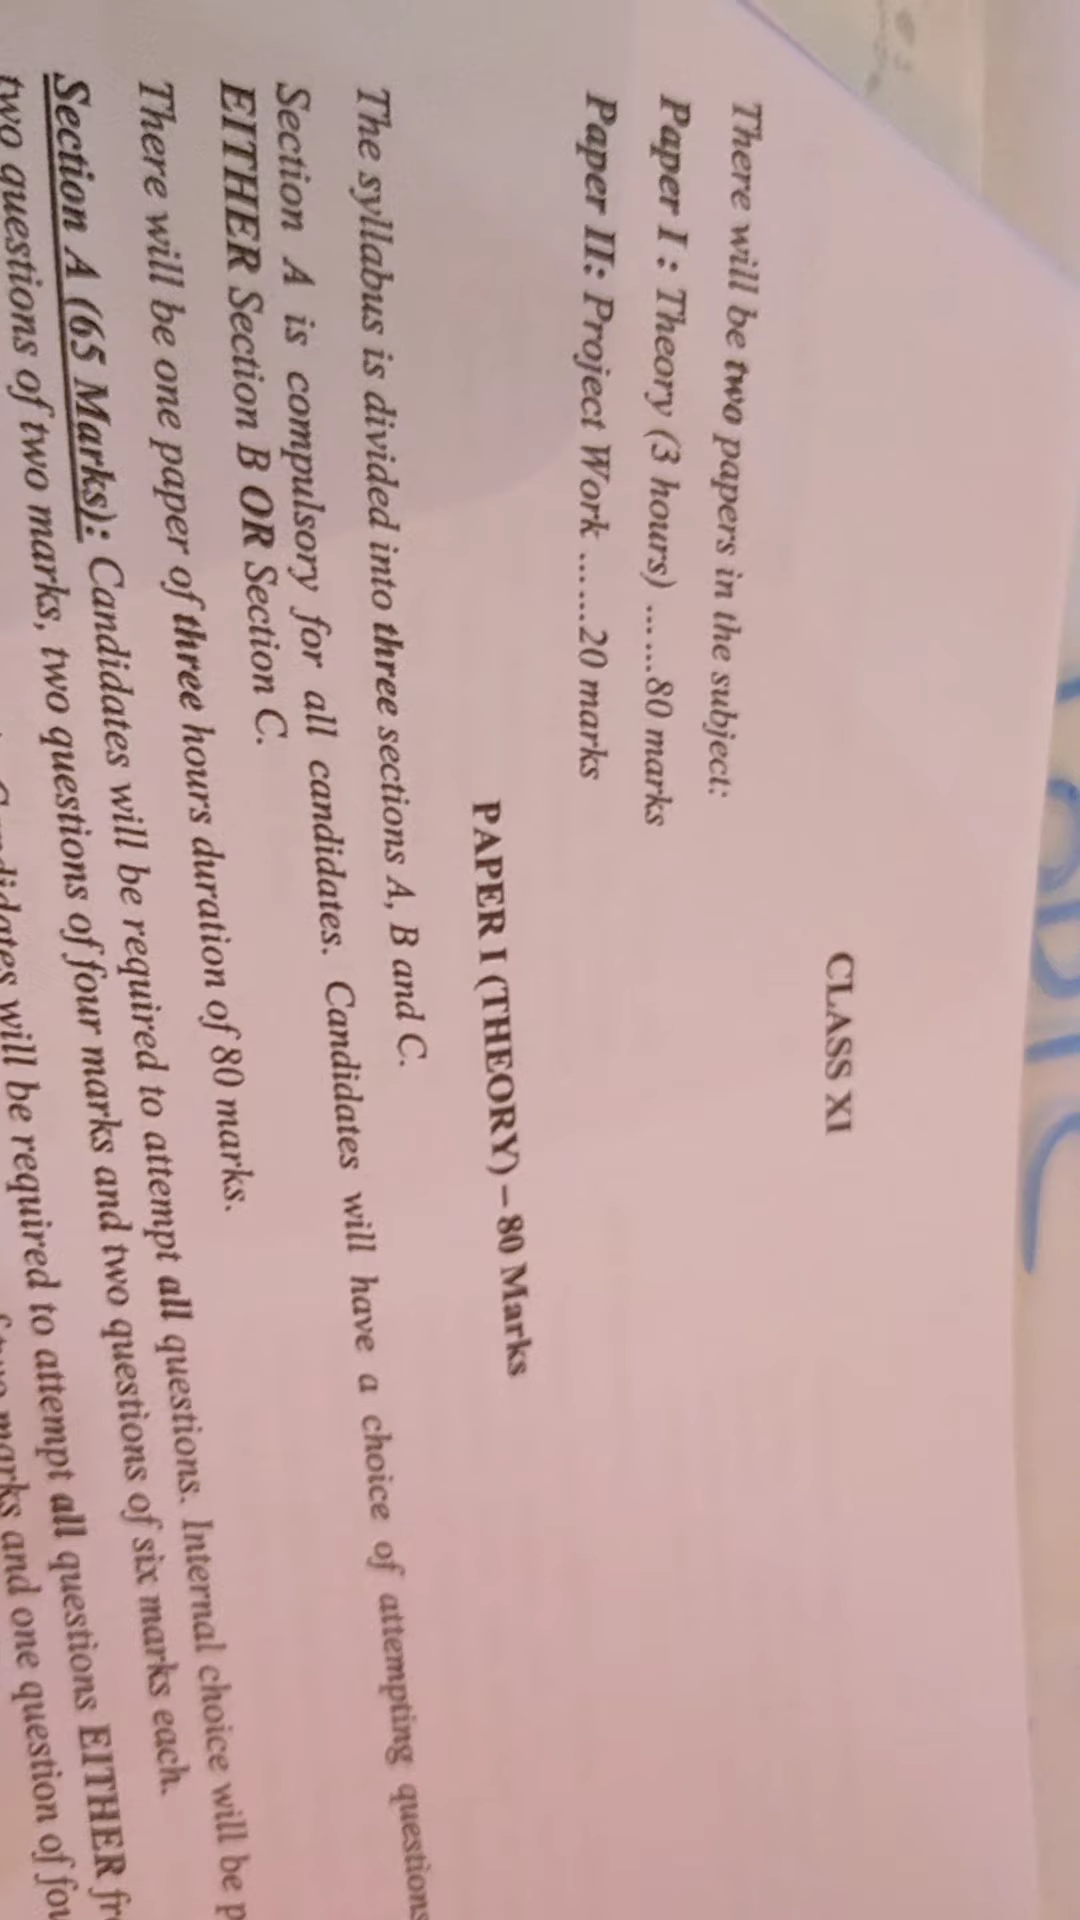 CLASS XI
There will be two papers in the subject:
Paper I : Theory (3 hours) ......80 marks
Paper II: Project Work ......20 marks
PAPER I (THEORY) – 80 Marks
The syllabus is divided into three sections A, B and C.
Section A is compulsory for all candidates. Candidates will have a choice of attempting questions
EITHER Section B OR Section C.
There will be one paper of three hours duration of 80 marks.
Section A (65 Marks): Candidates will be required to attempt all questions. Internal choice will be
two questions of two marks, two questions of four marks and two questions of six marks each.
will be required to attempt all questions EITHER
marks and one question of